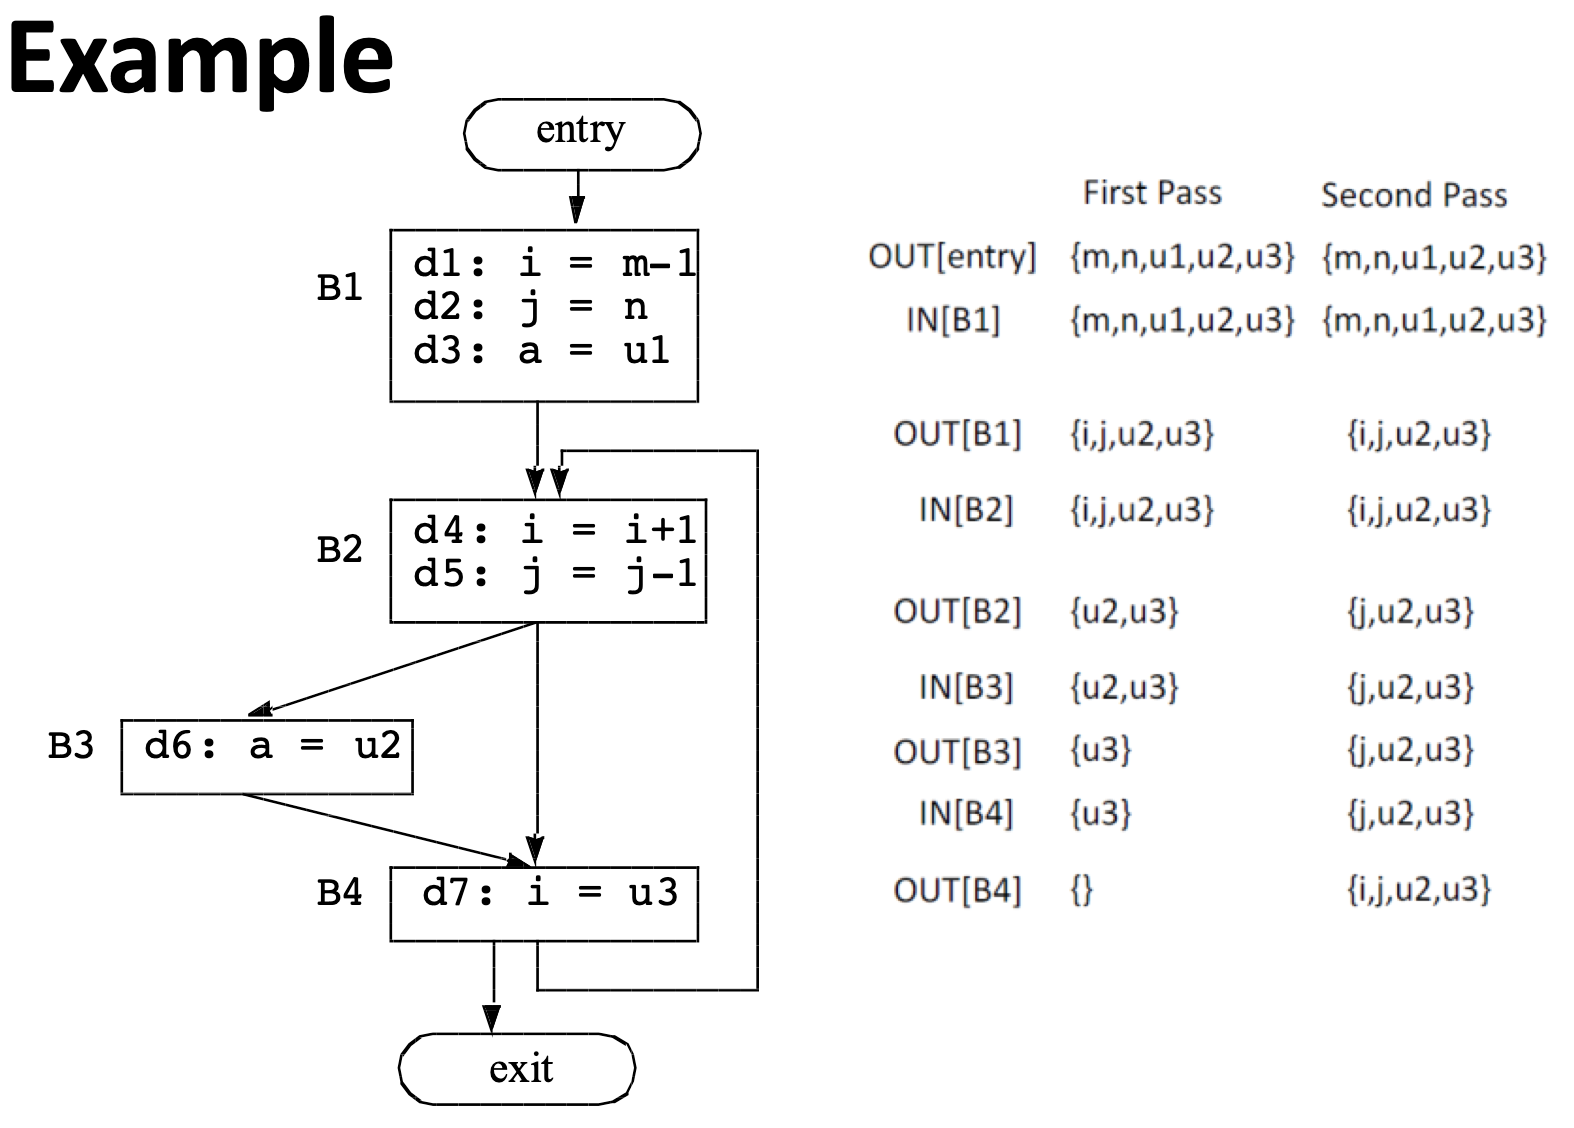 Example
entry
B1
d1: i = m-1
d2: j = n
d3: a = u1
B2
d4: i = i+1
d5: j = j-1
B3
d6: a = u2
B4
d7: i = u3
exit
First Pass Second Pass
OUT[entry] {m,n,u1,u2,u3} {m,n,u1,u2,u3}
IN[B1] {m,n,u1,u2,u3} {m,n,u1,u2,u3}
OUT[B1] {i,j,u2,u3} {i,j,u2,u3}
IN[B2] {i,j,u2,u3} {i,j,u2,u3}
OUT[B2] {u2,u3} {j,u2,u3}
IN[B3] {u2,u3} {j,u2,u3}
OUT[B3] {u3} {j,u2,u3}
IN[B4] {u3} {j,u2,u3}
OUT[B4] {} {i,j,u2,u3}